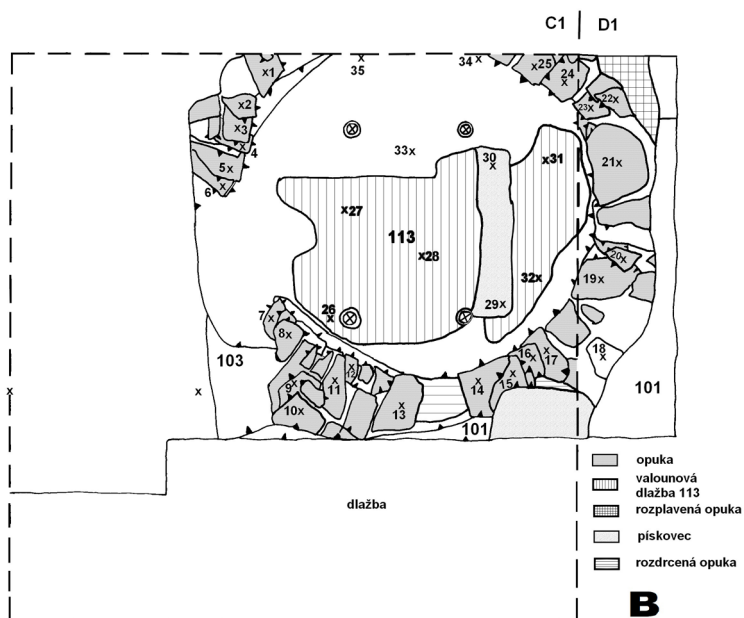 C1 D1
35
34 x
x25
24
x
x1
x2
x3
x
4
5x
6
x
23x
22x
33x
30
x
x31
21x
x27
113
x28
20x
19x
32x
29x
26
x
7
x
8x
9
x
10x
x
11
x
12
x
13
x
14
x
15
16
x
x
17
18
x
103
101
101
x
x
dlažba
opuka
valounová
dlažba 113
rozplavená opuka
pískovec
rozdrcená opuka
B